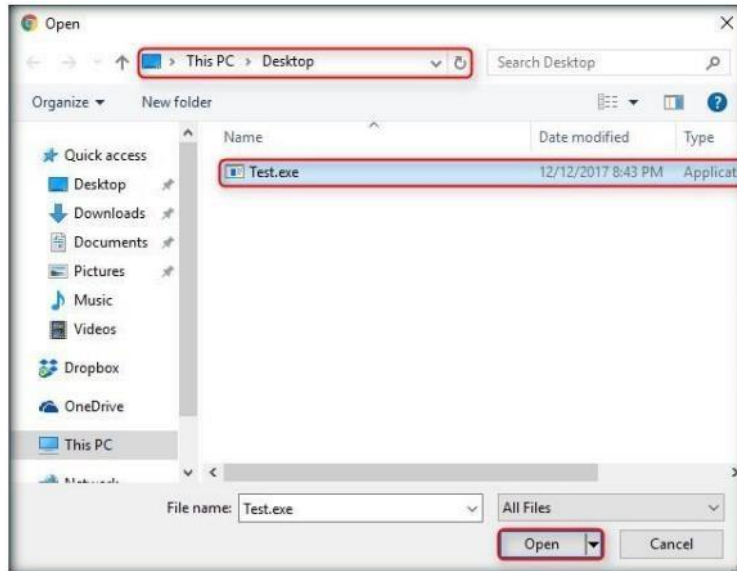 Open
This PC > Desktop
Search Desktop
Organize
New folder
Name
Date modified
Type
Quick access
Test.exe
12/12/2017 8:43 PM
Applicat
Desktop
Downloads
Documents
Pictures
Music
Videos
Dropbox
OneDrive
This PC
File name:
Test.exe
All Files
Open
Cancel